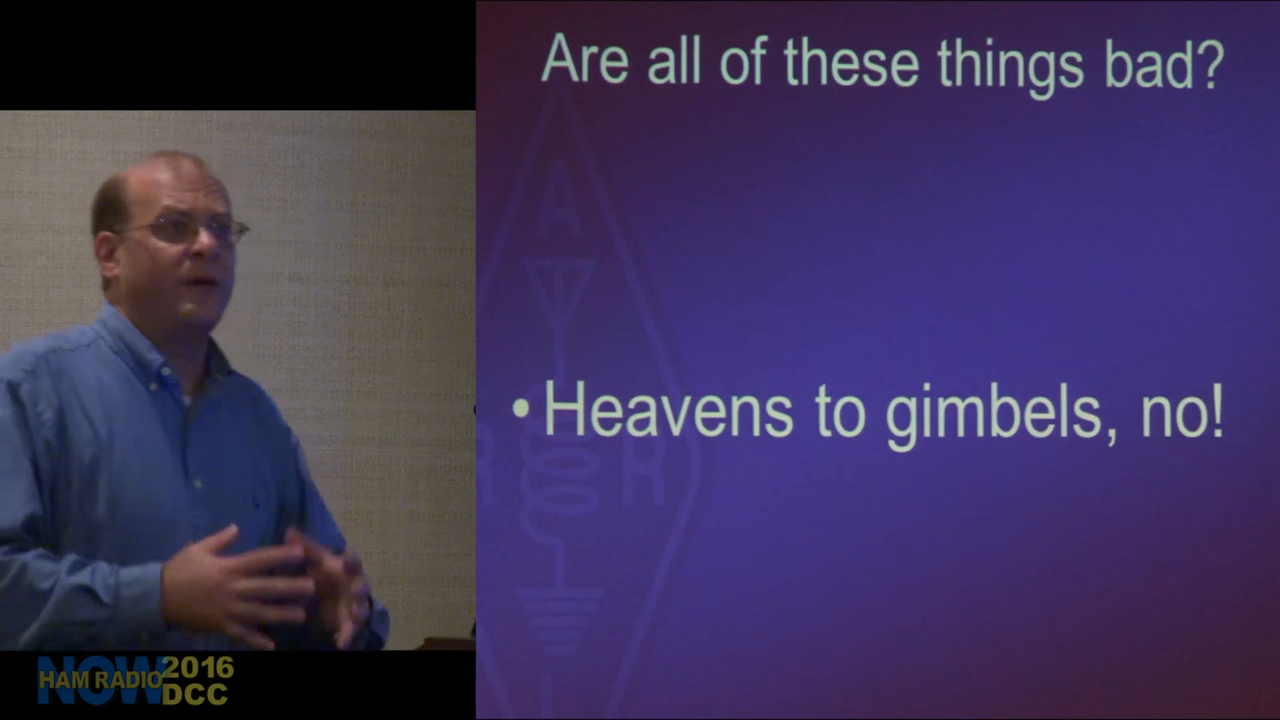 Are all of these things bad?
• Heavens to gimbels, no!
A
R R
HAM RADIO NOW 2016
DCC